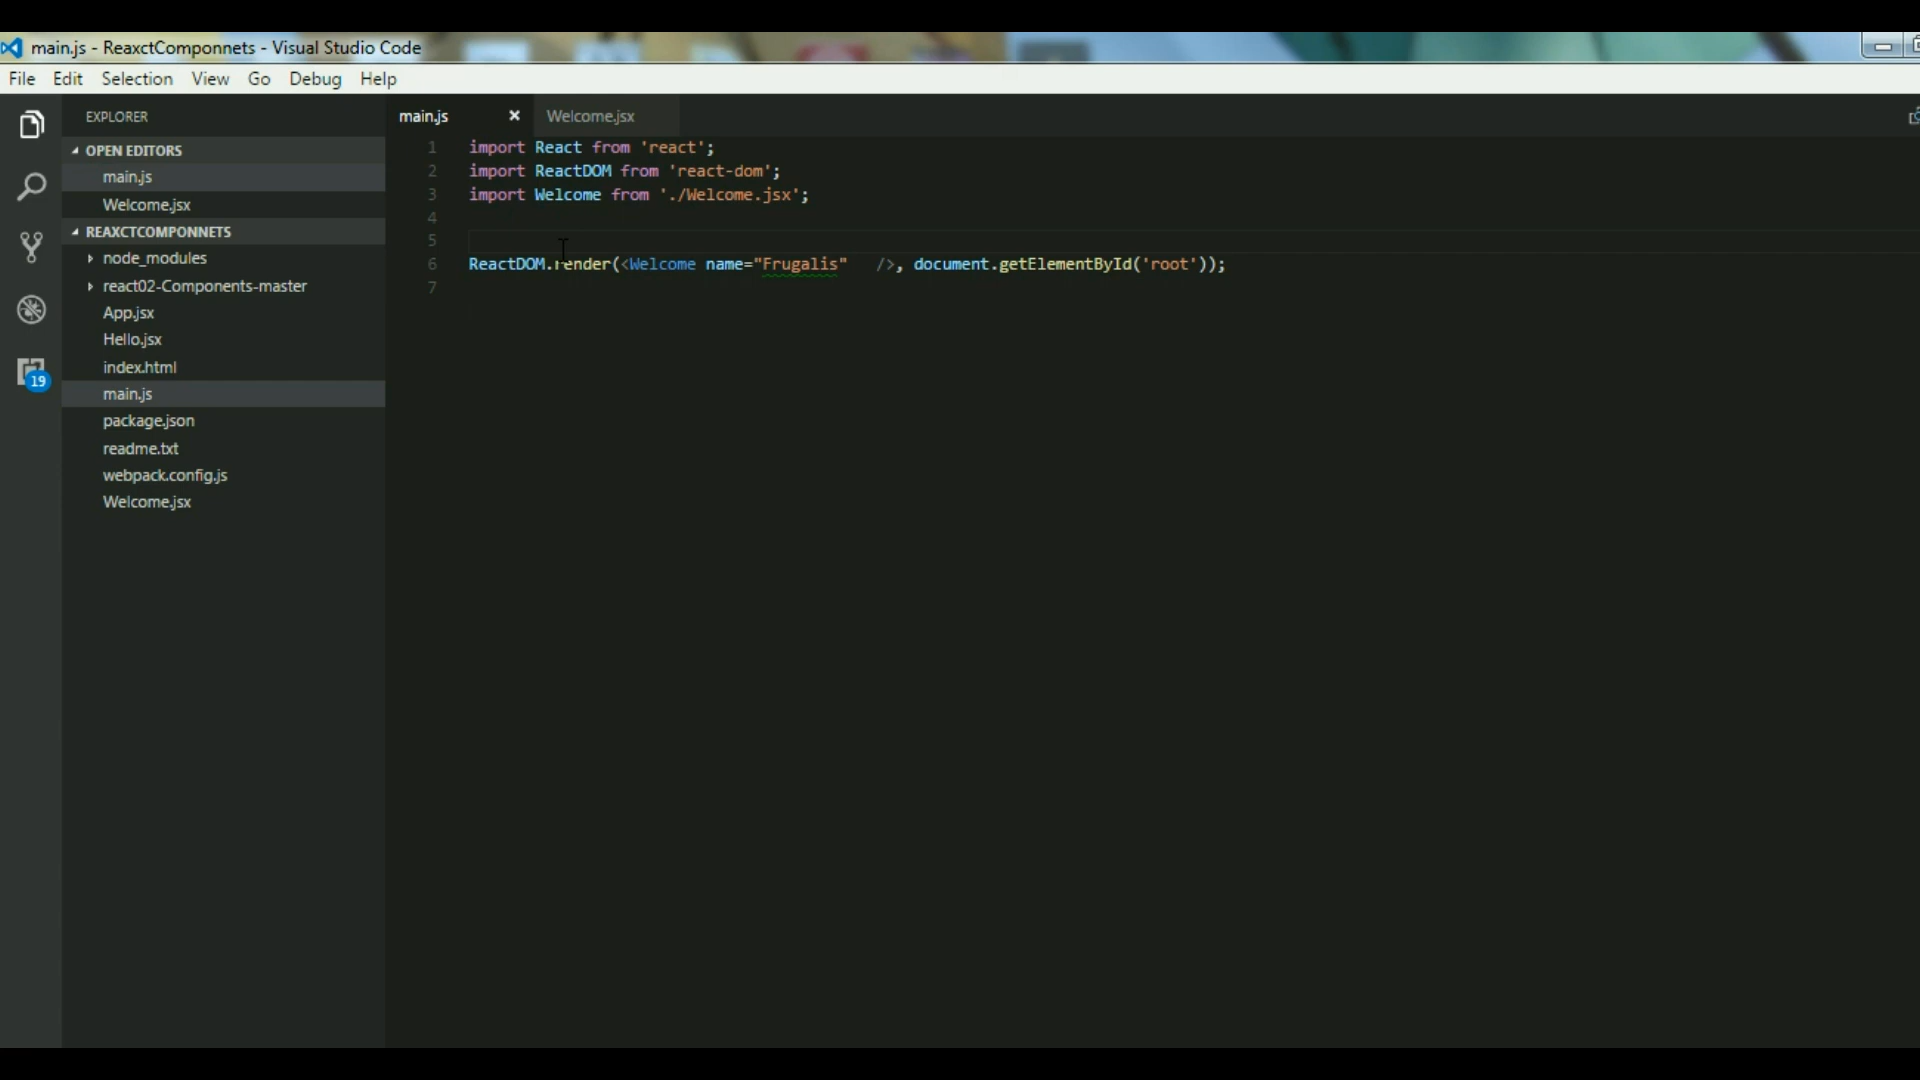 main.js - ReaxctComponnets - Visual Studio Code
File Edit Selection View Go Debug Help
EXPLORER
OPEN EDITORS
main.js
Welcome.jsx
REAXCTCOMPONNETS
node_modules
react02-Components-master
App.jsx
Hello.jsx
index.html
main.js
package.json
readme.txt
webpack.config.js
Welcome.jsx
19
main.js Welcome.jsx
1 import React from 'react';
2 import ReactDOM from 'react-dom';
3 import Welcome from './Welcome.jsx';
4
5
6 ReactDOM.render(<Welcome name="Frugalis"   />, document.getElementById('root'));
7